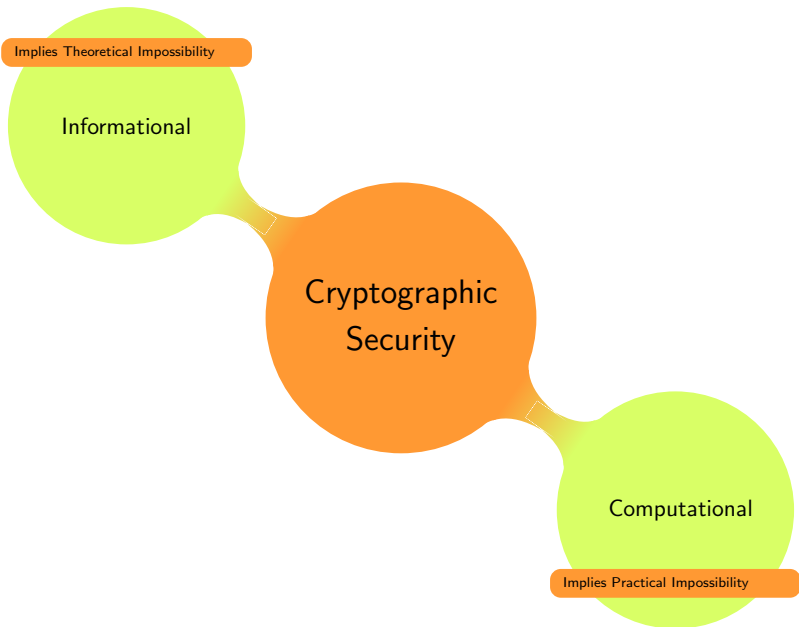 Implies Theoretical Impossibility
Informational
Cryptographic
Security
Computational
Implies Practical Impossibility